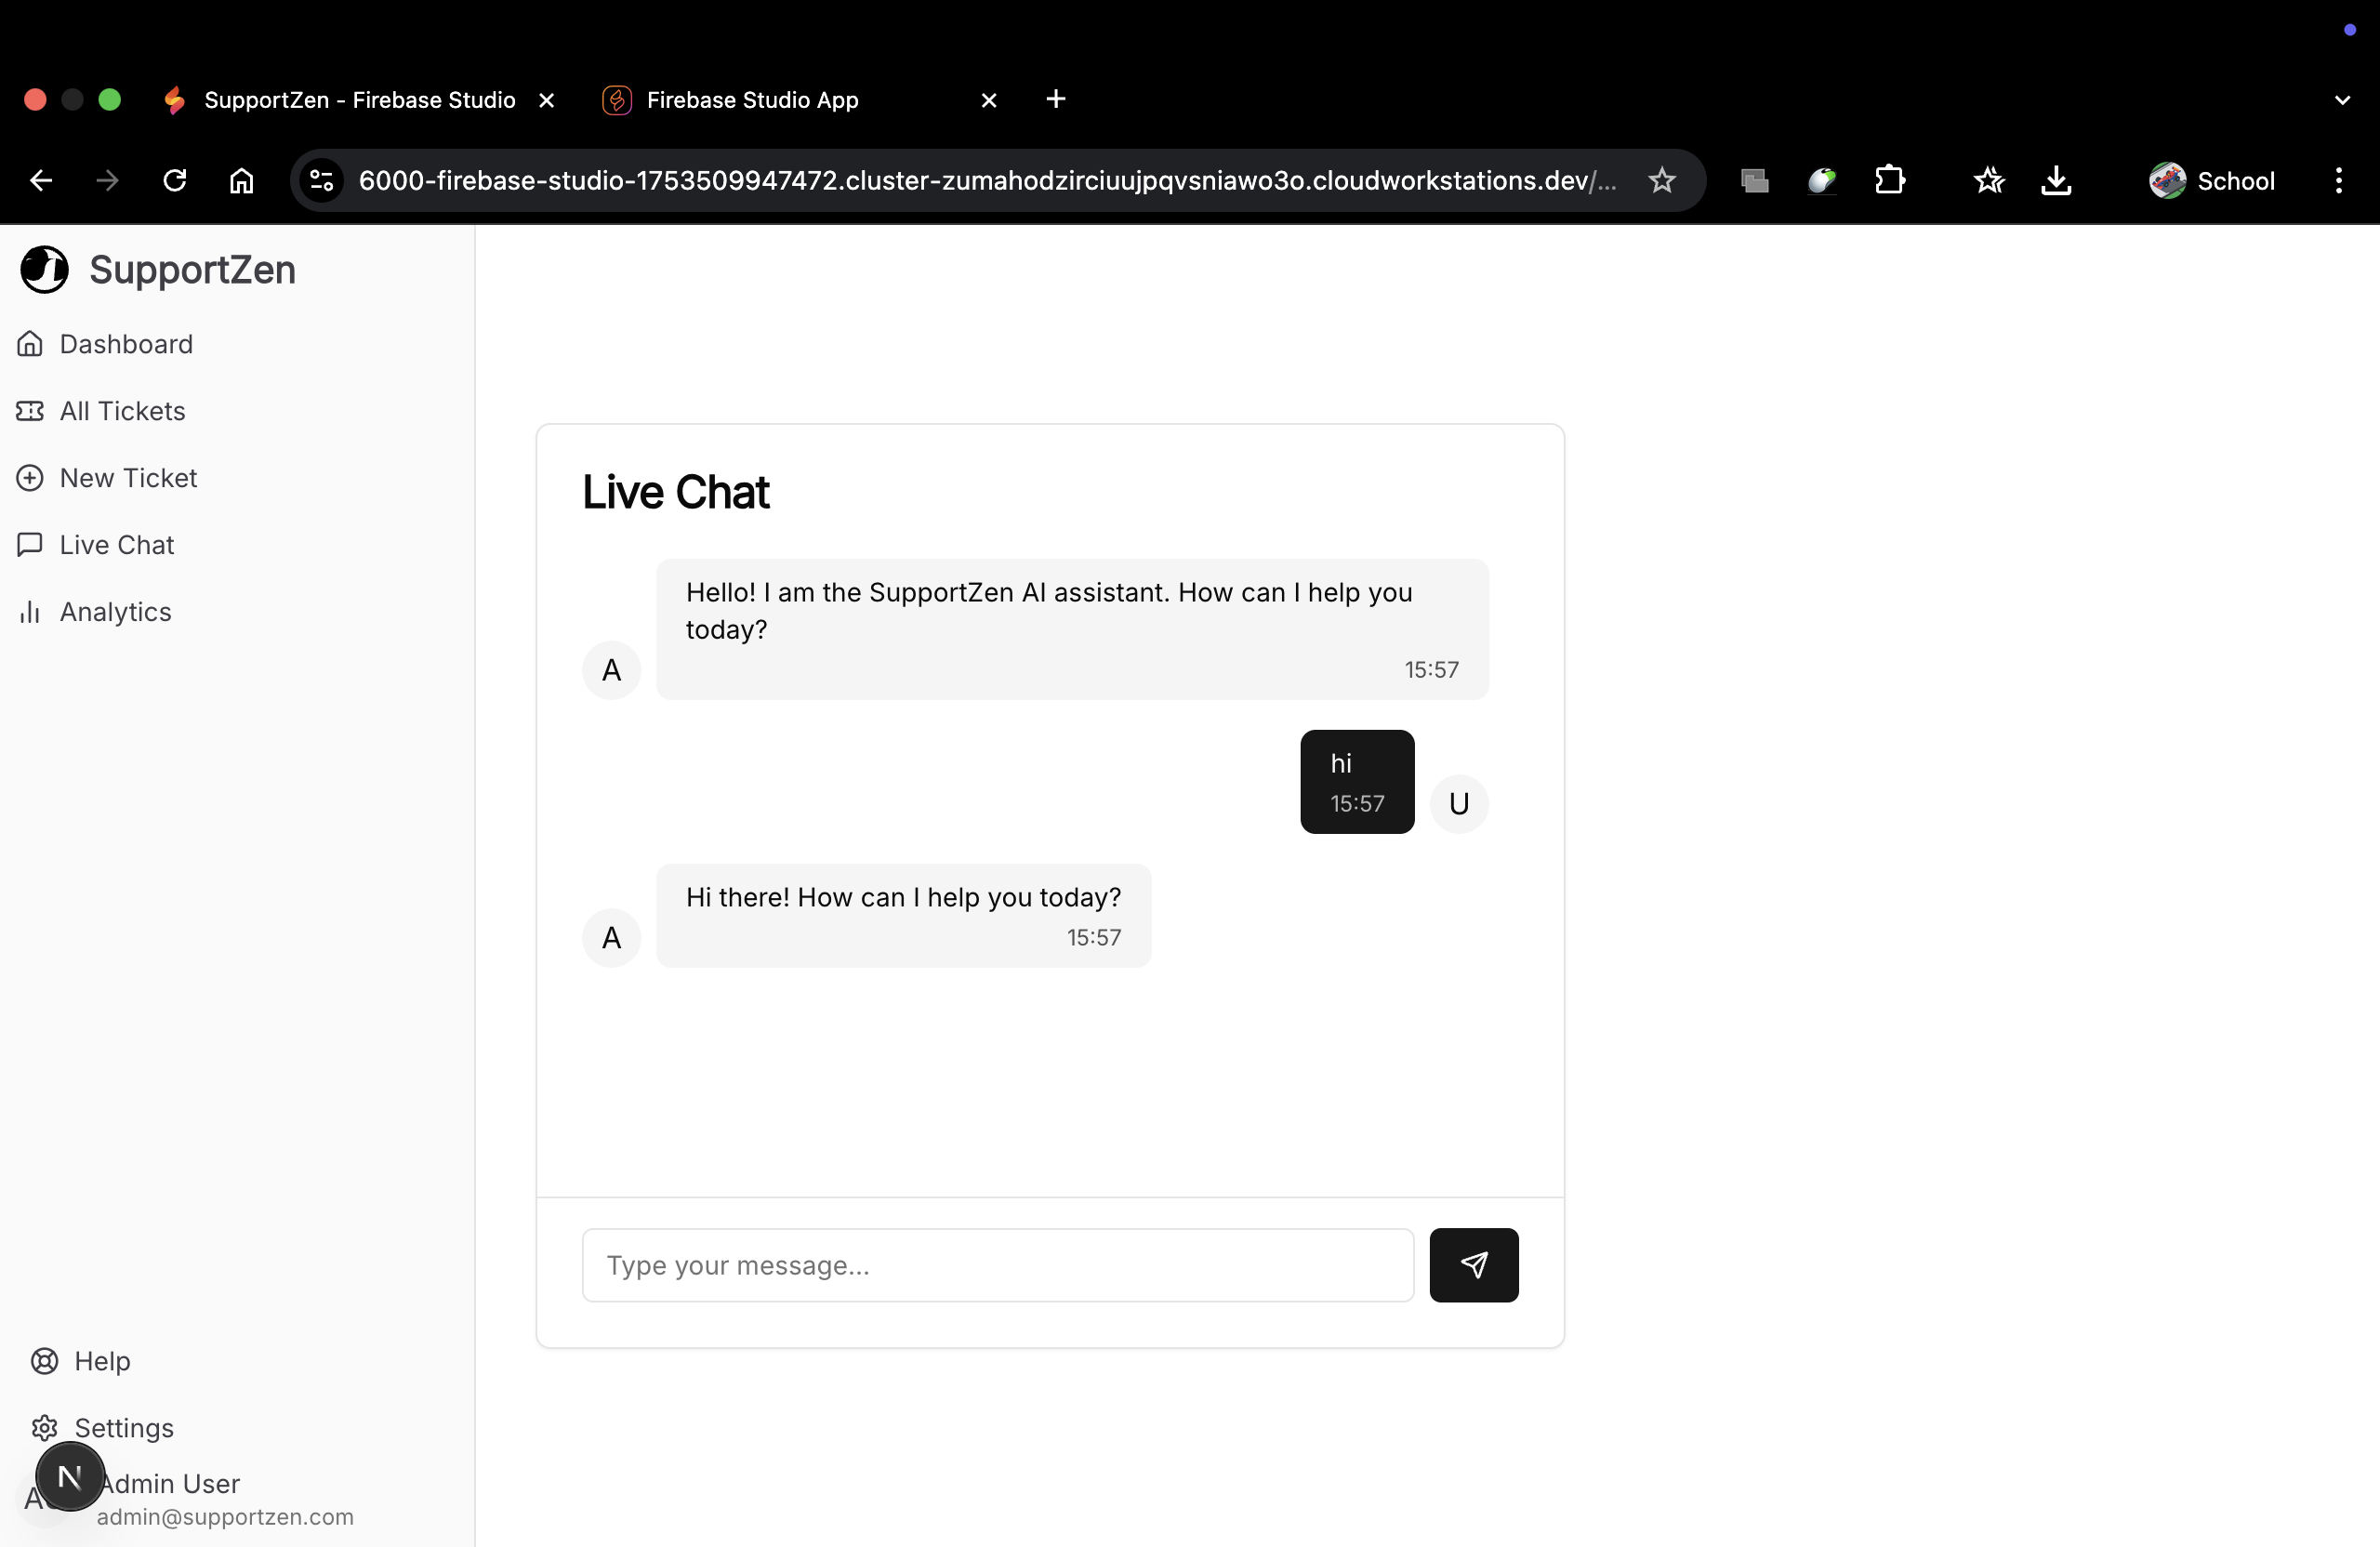 SupportZen - Firebase Studio
Firebase Studio App
6000-firebase-studio-1753509947472.cluster-zumahodzirciuujpqvsniawo3o.cloudworkstations.dev/...
School
SupportZen
Dashboard
All Tickets
New Ticket
Live Chat
Analytics
Live Chat
Hello! I am the SupportZen AI assistant. How can I help you
today?
15:57
A
hi
15:57
U
Hi there! How can I help you today?
15:57
A
Type your message...
Help
Settings
N
Admin User
admin@supportzen.com